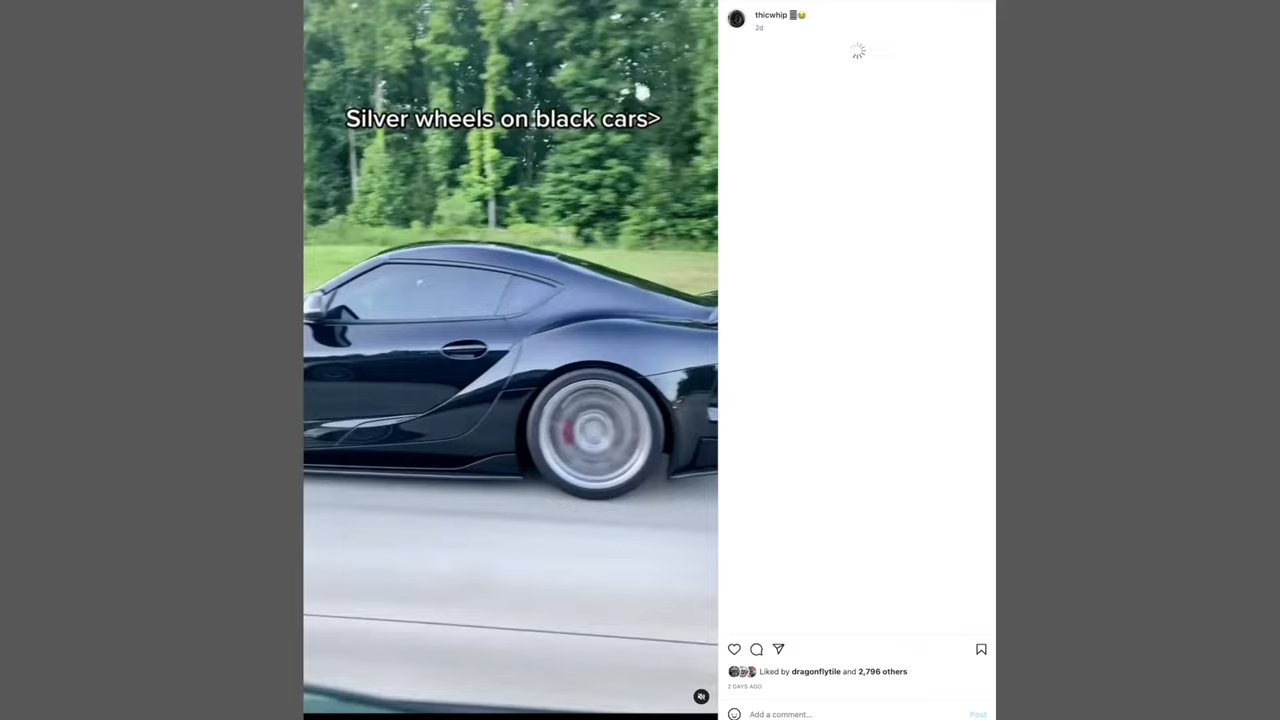 Silver wheels on black cars>
thicwhip
2d
Liked by dragonflytile and 2,796 others
2 DAYS AGO
Add a comment...
Post